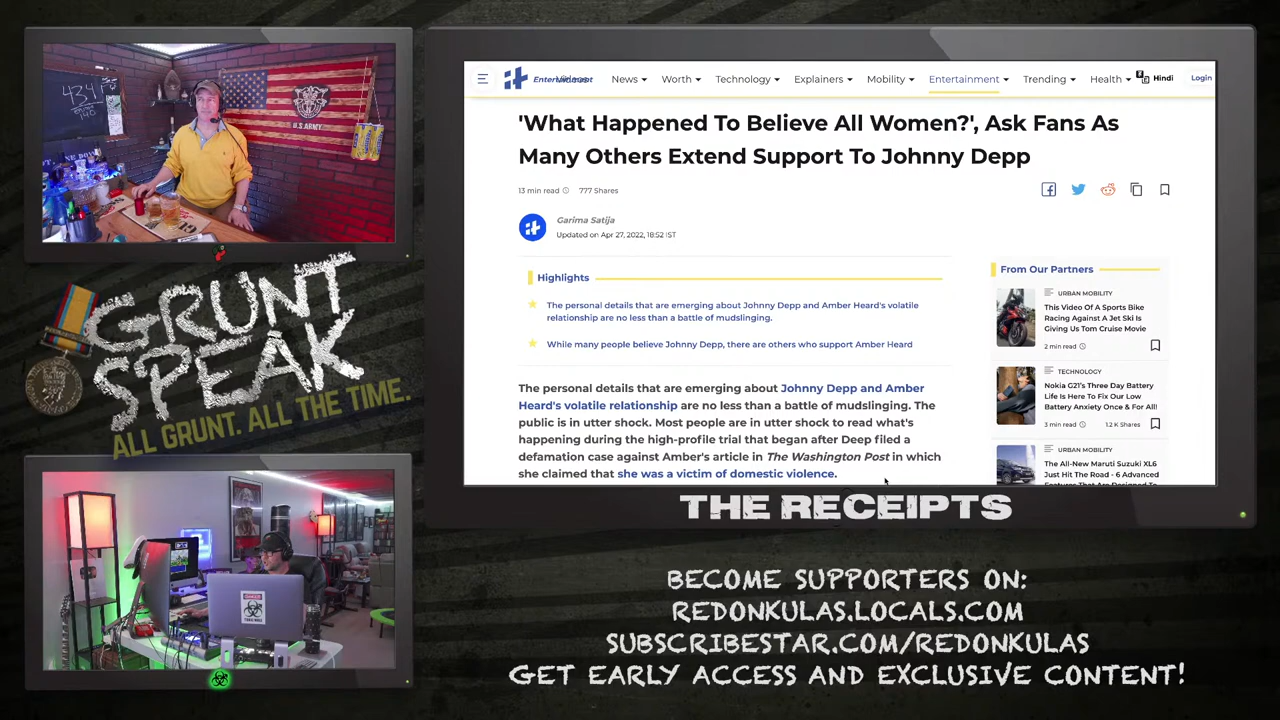 434
940
U.S. ARMY
GRUNT
SPEAK
ALL GRUNT. ALL THE TIME.
Entertainment
Videos
News
Worth
Technology
Explainers
Mobility
Entertainment
Trending
Health
Hindi
Login
'What Happened To Believe All Women?', Ask Fans As
Many Others Extend Support To Johnny Depp
13 min read
777 Shares
Garima Satija
Updated on Apr 27, 2022, 18:52 IST
Highlights
The personal details that are emerging about Johnny Depp and Amber Heard's volatile
relationship are no less than a battle of mudslinging.
While many people believe Johnny Depp, there are others who support Amber Heard
The personal details that are emerging about Johnny Depp and Amber
Heard's volatile relationship are no less than a battle of mudslinging. The
public is in utter shock. Most people are in utter shock to read what's
happening during the high-profile trial that began after Deep filed a
defamation case against Amber's article in The Washington Post in which
she claimed that she was a victim of domestic violence.
From Our Partners
URBAN MOBILITY
This Video Of A Sports Bike
Racing Against A Jet Ski Is
Giving Us Tom Cruise Movie
2 min read
TECHNOLOGY
Nokia G21's Three Day Battery
Life Is Here To Fix Our Low
Battery Anxiety Once & For All!
3 min read
1.2 K Shares
URBAN MOBILITY
The All-New Maruti Suzuki XL6
Just Hit The Road - 6 Advanced
Features That Are Designed To
THE RECEIPTS
BECOME SUPPORTERS ON:
REDONKULAS.LOCALS.COM
SUBSCRIBESTAR.COM/REDONKULAS
GET EARLY ACCESS AND EXCLUSIVE CONTENT!